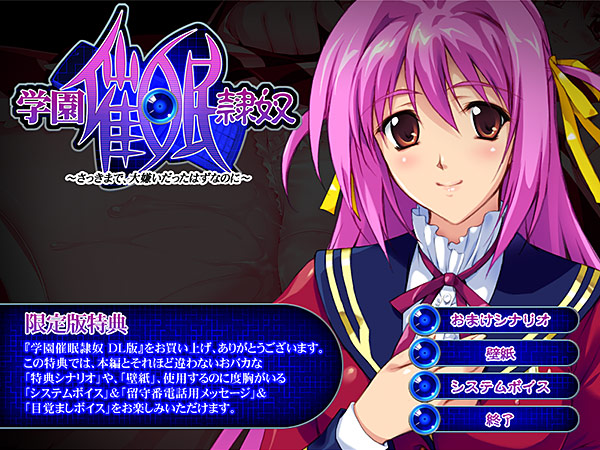 学園催眠隷奴
～さっきまで、大嫌いだったはずなのに～
限定版特典
『学園催眠隷奴 DL版』をお買い上げ、ありがとうございます。
この特典では、本編とそれほど違わないおバカな
「特典シナリオ」や、「壁紙」、使用するのに度胸がいる
「システムボイス」&「留守番電話用メッセージ」&
「目覚ましボイス」をお楽しみいただけます。
おまけシナリオ
壁紙
システムボイス
終了